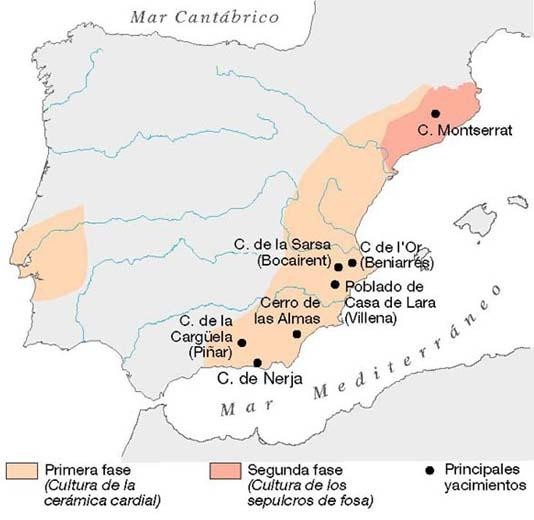 Mar Cantábrico
C. Montserrat
C. de la Sarsa
(Bocairent)
C de l'Or
(Beniarrés)
Poblado de
Casa de Lara
(Villena)
Cerro de
las Almas
C. de la
Cargüela
(Piñar)
C. de Nerja
Mar Mediterráneo
Primera fase
(Cultura de la
cerámica cardial)
Segunda fase
(Cultura de los
sepulcros de fosa)
Principales
yacimientos